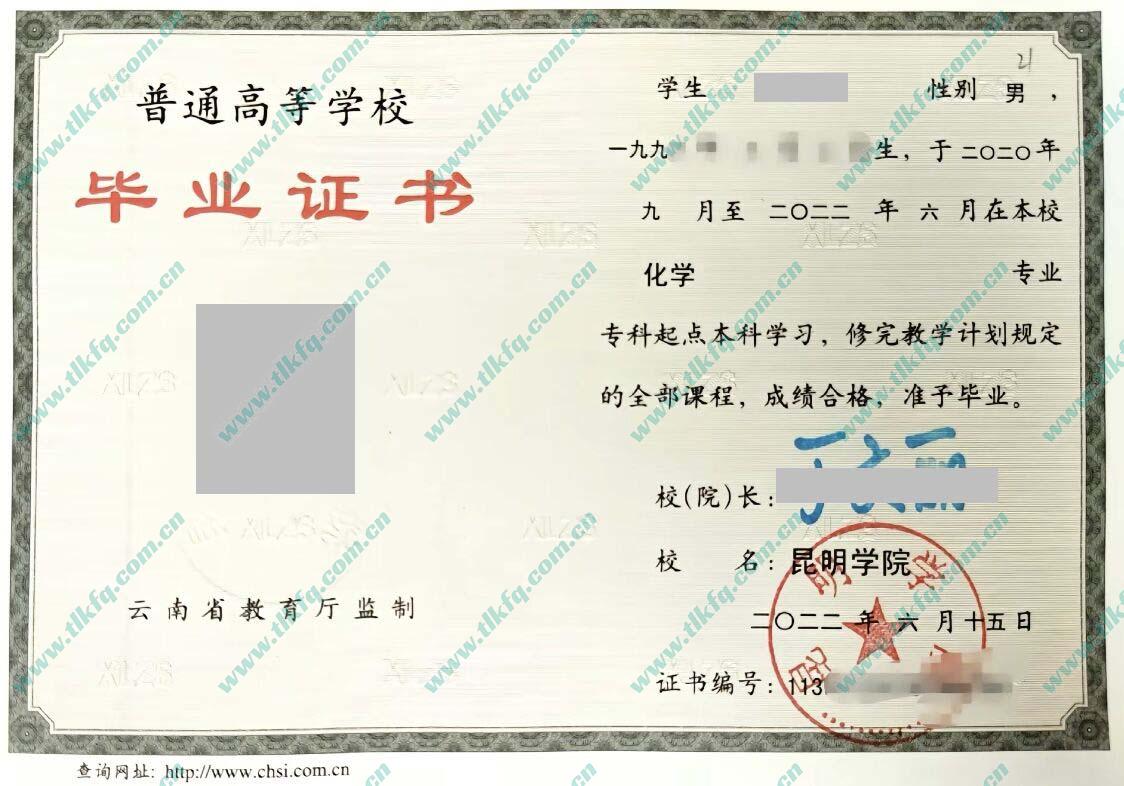 普通高等学校
毕业证书
云南省教育厅监制
学生 性别 男，
一九九 生，于二〇二〇年
九 月至 二〇二二 年 六 月在本校
化学 专业
专科起点本科学习，修完教学计划规定
的全部课程，成绩合格，准予毕业。
校(院)长：
校 名：昆明学院
二〇二二 年 六 月 十五 日
证书编号：113
查询网址：http://www.chsi.com.cn
www.tlkfq.com.cn
XLZS